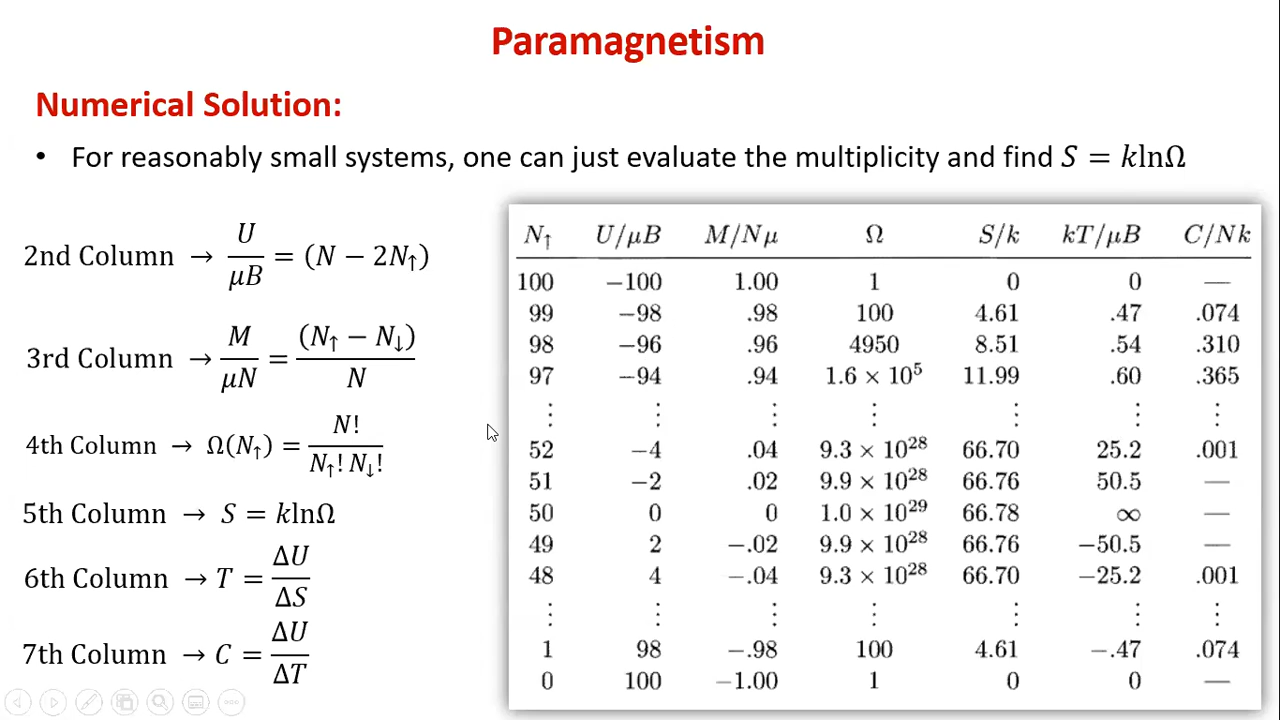 Paramagnetism
Numerical Solution:
• For reasonably small systems, one can just evaluate the multiplicity and find S = klnΩ
2nd Column → U/μB = (N − 2N↑)
3rd Column → M/μN = (N↑ − N↓)/N
4th Column → Ω(N↑) = N!/N↑! N↓!
5th Column → S = klnΩ
6th Column → T = ΔU/ΔS
7th Column → C = ΔU/ΔT
N↑ U/μB M/Nμ Ω S/k kT/μB C/Nk
100 −100 1.00 1 0 0 —
99 −98 .98 100 4.61 .47 .074
98 −96 .96 4950 8.51 .54 .310
97 −94 .94 1.6 × 10⁵ 11.99 .60 .365
⋮ ⋮ ⋮ ⋮ ⋮ ⋮ ⋮
52 −4 .04 9.3 × 10²⁸ 66.70 25.2 .001
51 −2 .02 9.9 × 10²⁸ 66.76 50.5 —
50 0 0 1.0 × 10²⁹ 66.78 ∞ —
49 2 −.02 9.9 × 10²⁸ 66.76 −50.5 —
48 4 −.04 9.3 × 10²⁸ 66.70 −25.2 .001
⋮ ⋮ ⋮ ⋮ ⋮ ⋮ ⋮
1 98 −.98 100 4.61 −.47 .074
0 100 −1.00 1 0 0 —